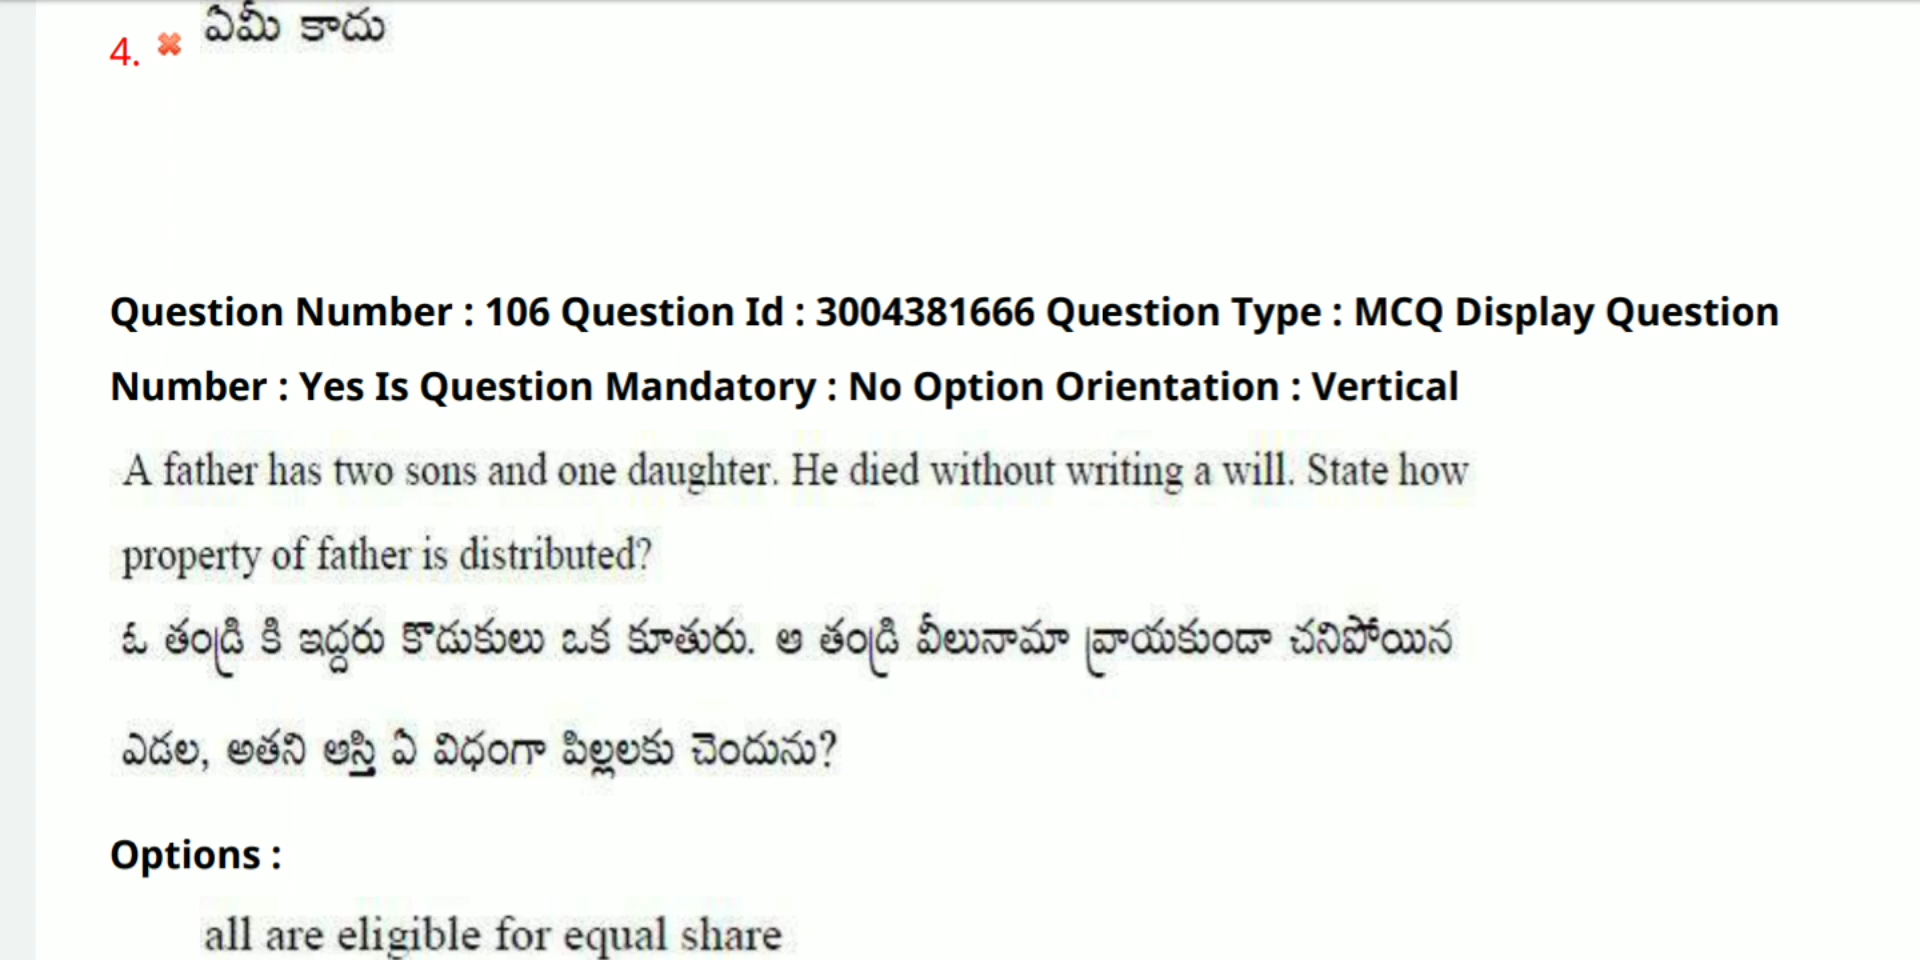 4. ఏమీ కాదు
Question Number : 106 Question Id : 3004381666 Question Type : MCQ Display Question
Number : Yes Is Question Mandatory : No Option Orientation : Vertical
A father has two sons and one daughter. He died without writing a will. State how
property of father is distributed?
ఓ తండ్రి కి ఇద్దరు కొడుకులు ఒక కూతురు. ఆ తండ్రి వీలునామా వ్రాయకుండా చనిపోయిన
ఎడల, అతని ఆస్తి ఏ విధంగా పిల్లలకు చెందును?
Options :
all are eligible for equal share